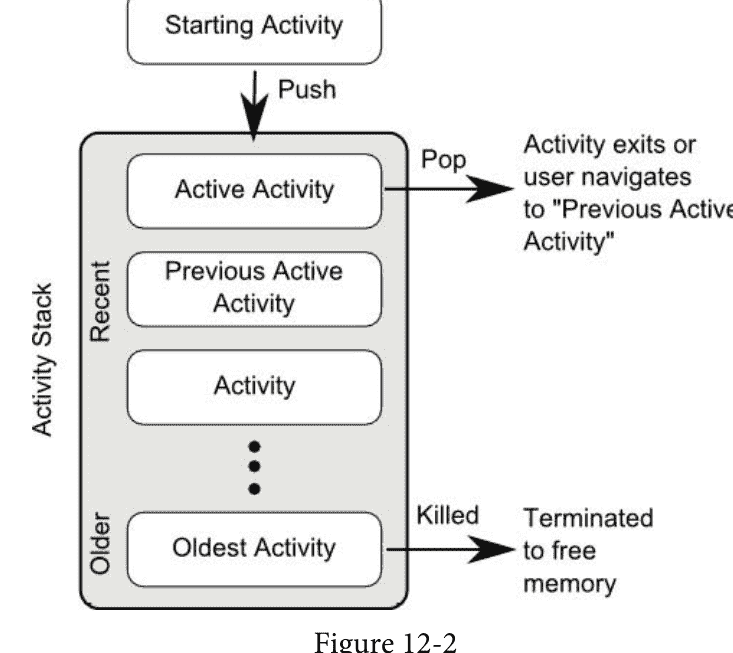 Starting Activity
Push
Active Activity
Pop
Activity exits or
user navigates
to "Previous Active
Activity"
Previous Active
Activity
Activity
Activity Stack
Recent
Older
Oldest Activity
Killed
Terminated
to free
memory
Figure 12-2